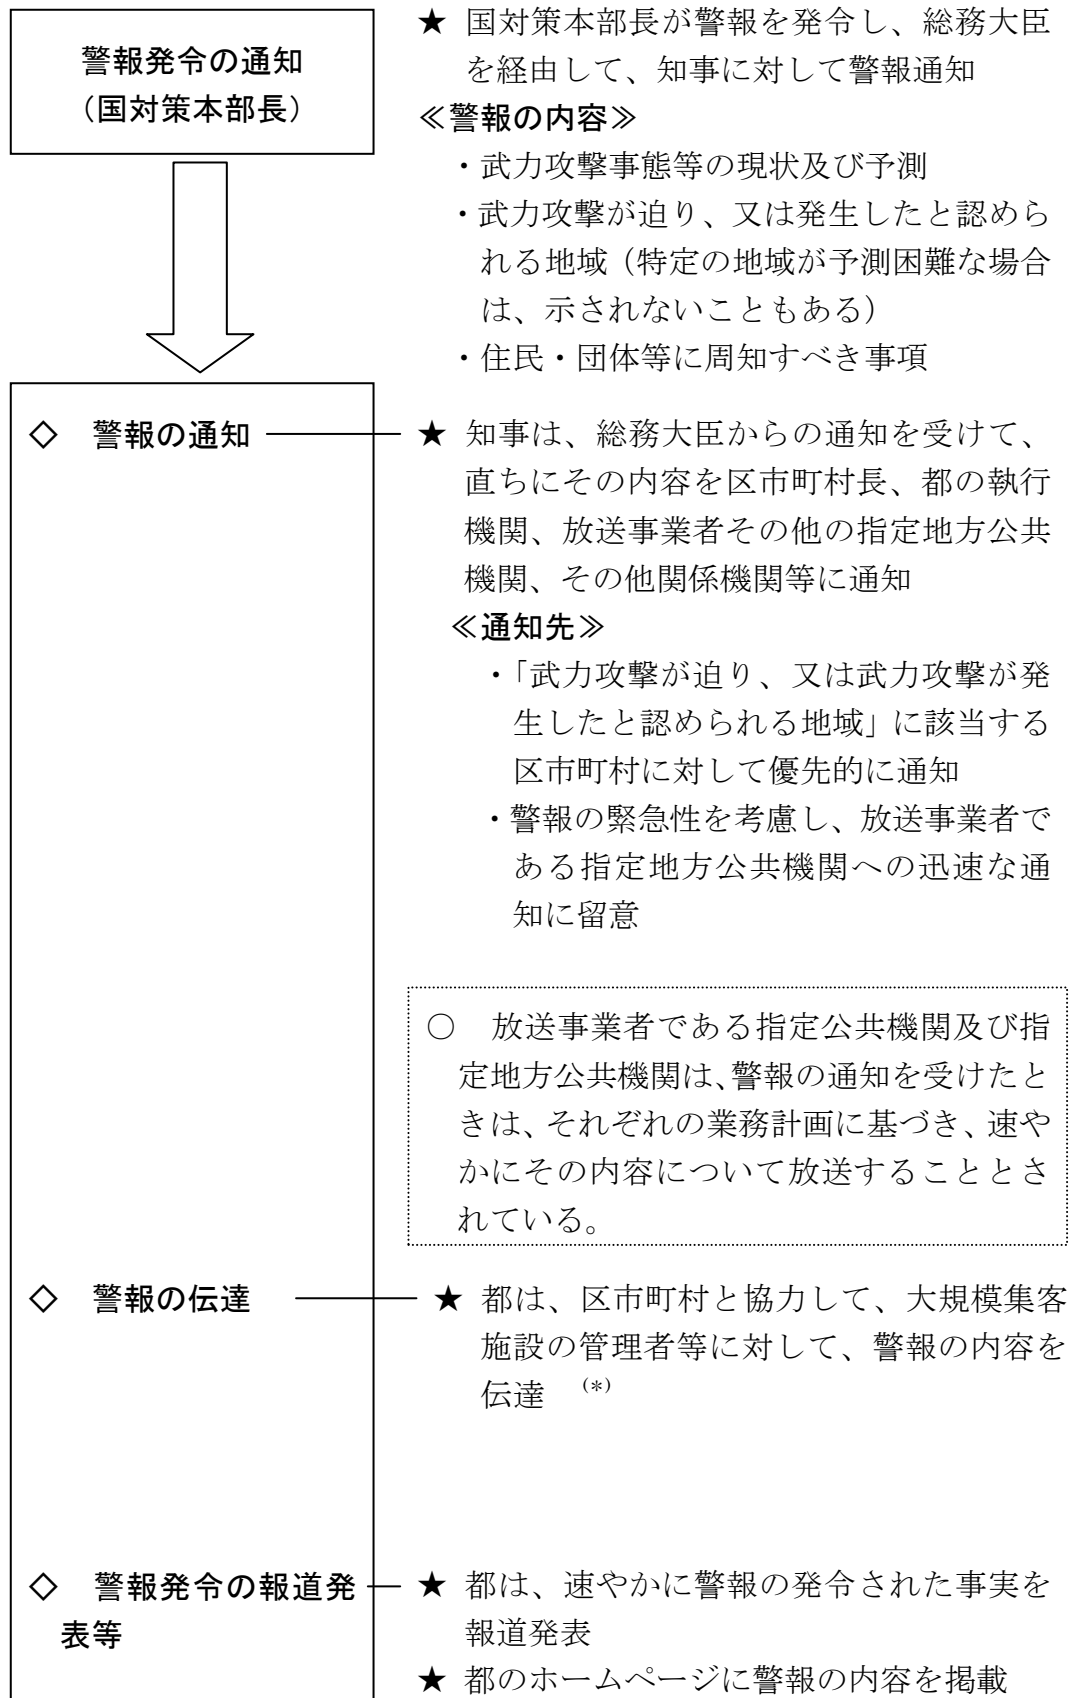 警報発令の通知
（国対策本部長）
★ 国対策本部長が警報を発令し、総務大臣
を経由して、知事に対して警報通知
≪警報の内容≫
・武力攻撃事態等の現状及び予測
・武力攻撃が迫り、又は発生したと認めら
れる地域（特定の地域が予測困難な場合
は、示されないこともある）
・住民・団体等に周知すべき事項
◇ 警報の通知
★ 知事は、総務大臣からの通知を受けて、
直ちにその内容を区市町村長、都の執行
機関、放送事業者その他の指定地方公共
機関、その他関係機関等に通知
≪通知先≫
・「武力攻撃が迫り、又は武力攻撃が発
生したと認められる地域」に該当する
区市町村に対して優先的に通知
・警報の緊急性を考慮し、放送事業者で
ある指定地方公共機関への迅速な通
知に留意
○ 放送事業者である指定公共機関及び指
定地方公共機関は、警報の通知を受けたと
きは、それぞれの業務計画に基づき、速や
かにその内容について放送することとさ
れている。
◇ 警報の伝達
★ 都は、区市町村と協力して、大規模集客
施設の管理者等に対して、警報の内容を
伝達 (*)
◇ 警報発令の報道発
表等
★ 都は、速やかに警報の発令された事実を
報道発表
★ 都のホームページに警報の内容を掲載